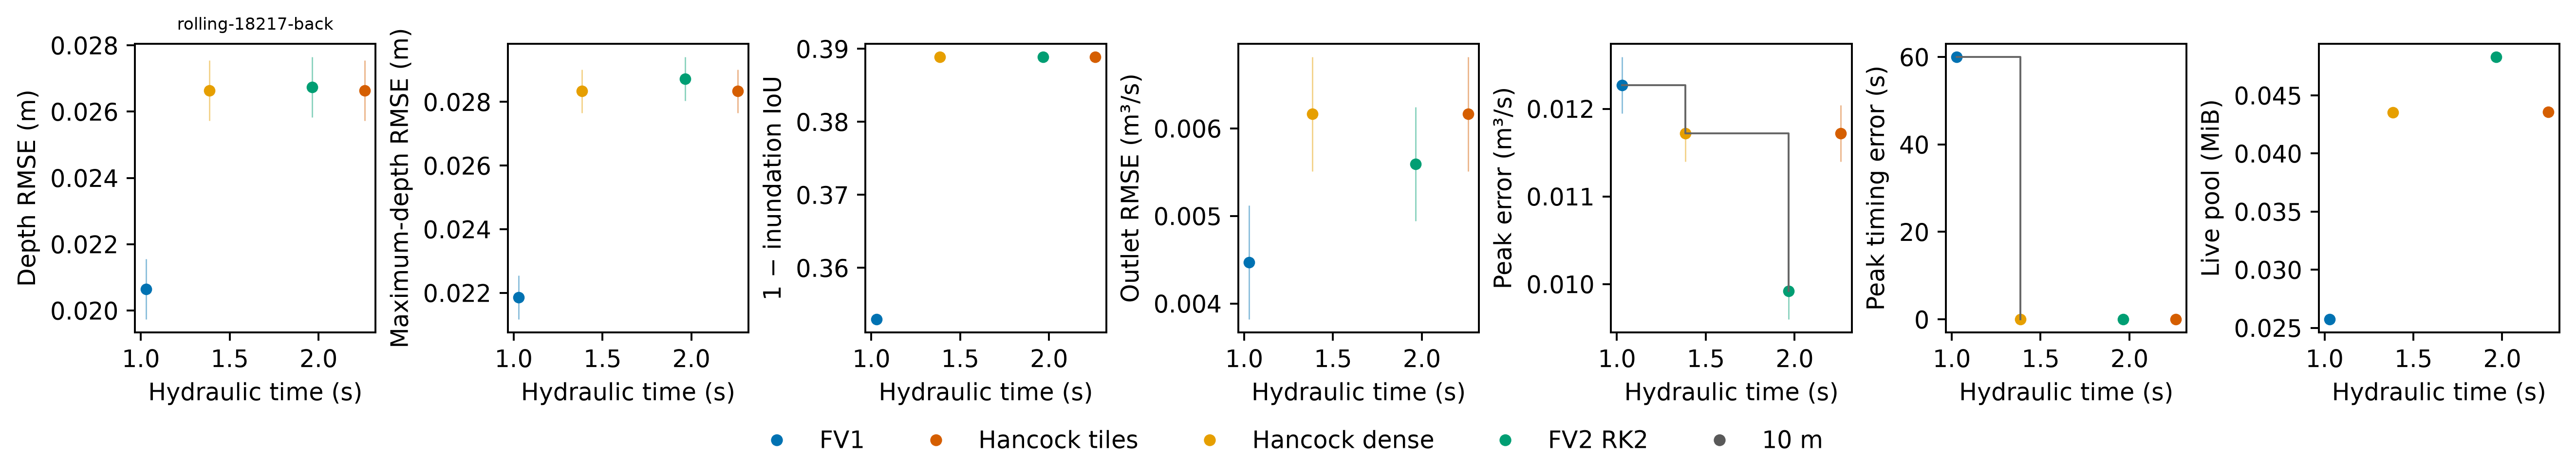 rolling-18217-back
Depth RMSE (m)
0.028
0.026
0.024
0.022
0.020
1.0 1.5 2.0
Hydraulic time (s)
Maximum-depth RMSE (m)
0.028
0.026
0.024
0.022
1.0 1.5 2.0
Hydraulic time (s)
1 − inundation IoU
0.39
0.38
0.37
0.36
1.0 1.5 2.0
Hydraulic time (s)
Outlet RMSE (m³/s)
0.006
0.005
0.004
1.0 1.5 2.0
Hydraulic time (s)
Peak error (m³/s)
0.012
0.011
0.010
1.0 1.5 2.0
Hydraulic time (s)
Peak timing error (s)
60
40
20
0
1.0 1.5 2.0
Hydraulic time (s)
Live pool (MiB)
0.045
0.040
0.035
0.030
0.025
1.0 1.5 2.0
Hydraulic time (s)
FV1 Hancock tiles Hancock dense FV2 RK2 10 m